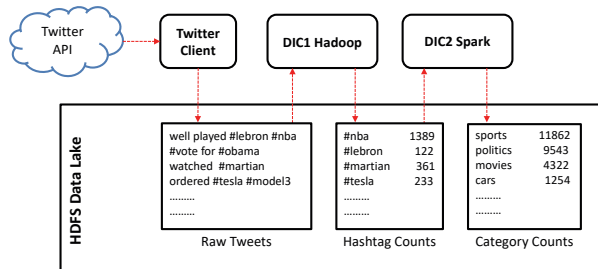 Twitter
API
Twitter
Client
DIC1 Hadoop
DIC2 Spark
HDFS Data Lake
well played #lebron #nba
#vote for #obama
watched #martian
ordered #tesla #model3
.........
.........
Raw Tweets
#nba 1389
#lebron 122
#martian 361
#tesla 233
.........
.........
Hashtag Counts
sports 11862
politics 9543
movies 4322
cars 1254
.........
.........
Category Counts